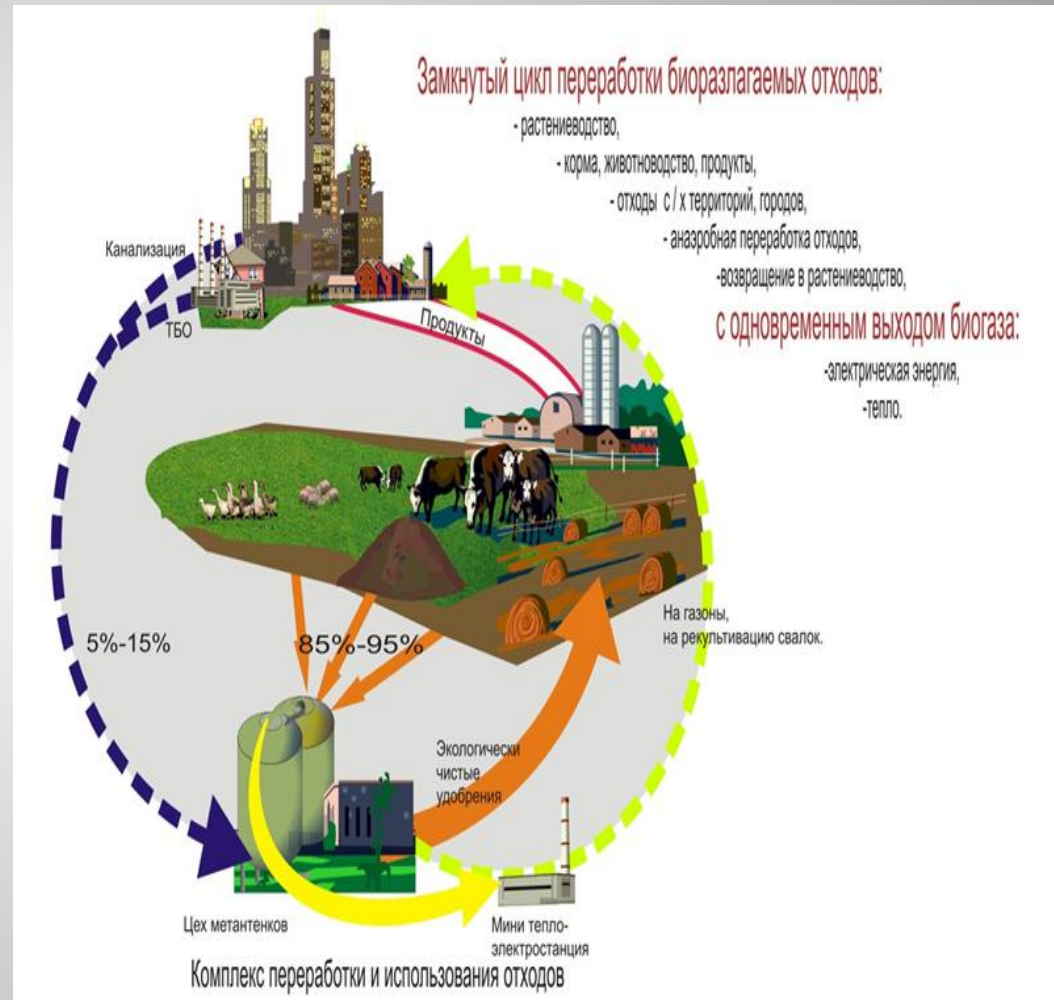 Замкнутый цикл переработки биоразлагаемых отходов:
- растениеводство,
- корма, животноводство, продукты,
- отходы с / х территорий, городов,
- анаэробная переработка отходов,
-возвращение в растениеводство,
с одновременным выходом биогаза:
-электрическая энергия,
-тепло.
Канализация
ТБО
Продукты
На газоны,
на рекультивацию свалок.
5%-15%
85%-95%
Экологически
чистые
удобрения
Цех метантенков
Мини тепло-
электростанция
Комплекс переработки и использования отходов